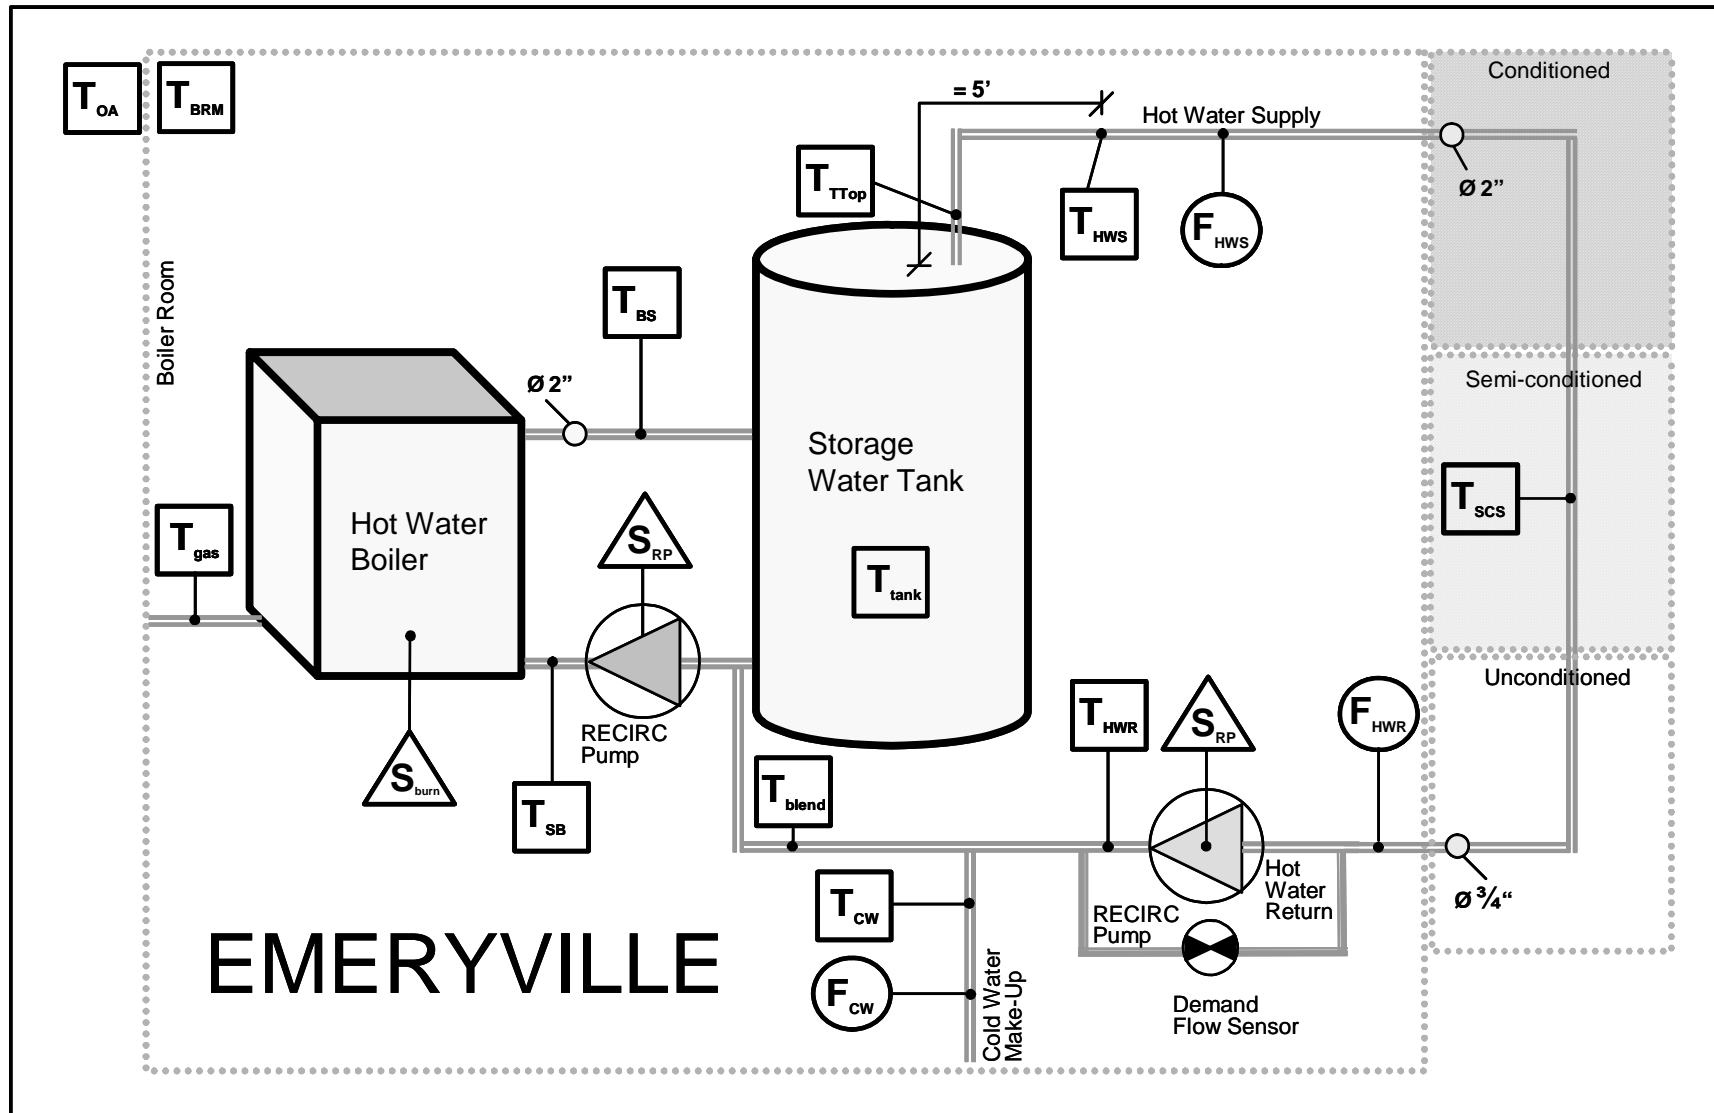 T OA
T BRM
= 5’
Conditioned
Hot Water Supply
T TTop
Ø 2”
T HWS
F HWS
Boiler Room
T BS
Semi-conditioned
Ø 2”
Storage
Water Tank
T SCS
Hot Water
Boiler
T gas
S RP
T tank
Unconditioned
T HWR
S RP
F HWR
RECIRC
Pump
S burn
T SB
T blend
Hot
Water
Return
T CW
RECIRC
Pump
Ø ¾“
EMERYVILLE
F CW
Cold Water
Make-Up
Demand
Flow Sensor